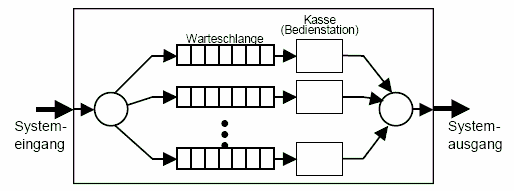 Kasse
(Bedienstation)
Warteschlange
System-
eingang
System-
ausgang